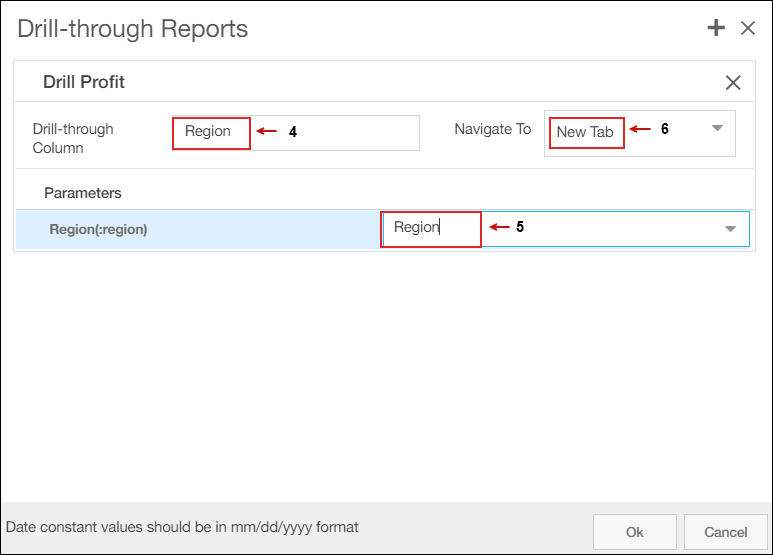 Drill-through Reports
Drill Profit
Drill-through
Column
Region
4
Navigate To
New Tab
6
Parameters
Region(:region)
Region
5
Date constant values should be in mm/dd/yyyy format
Ok
Cancel